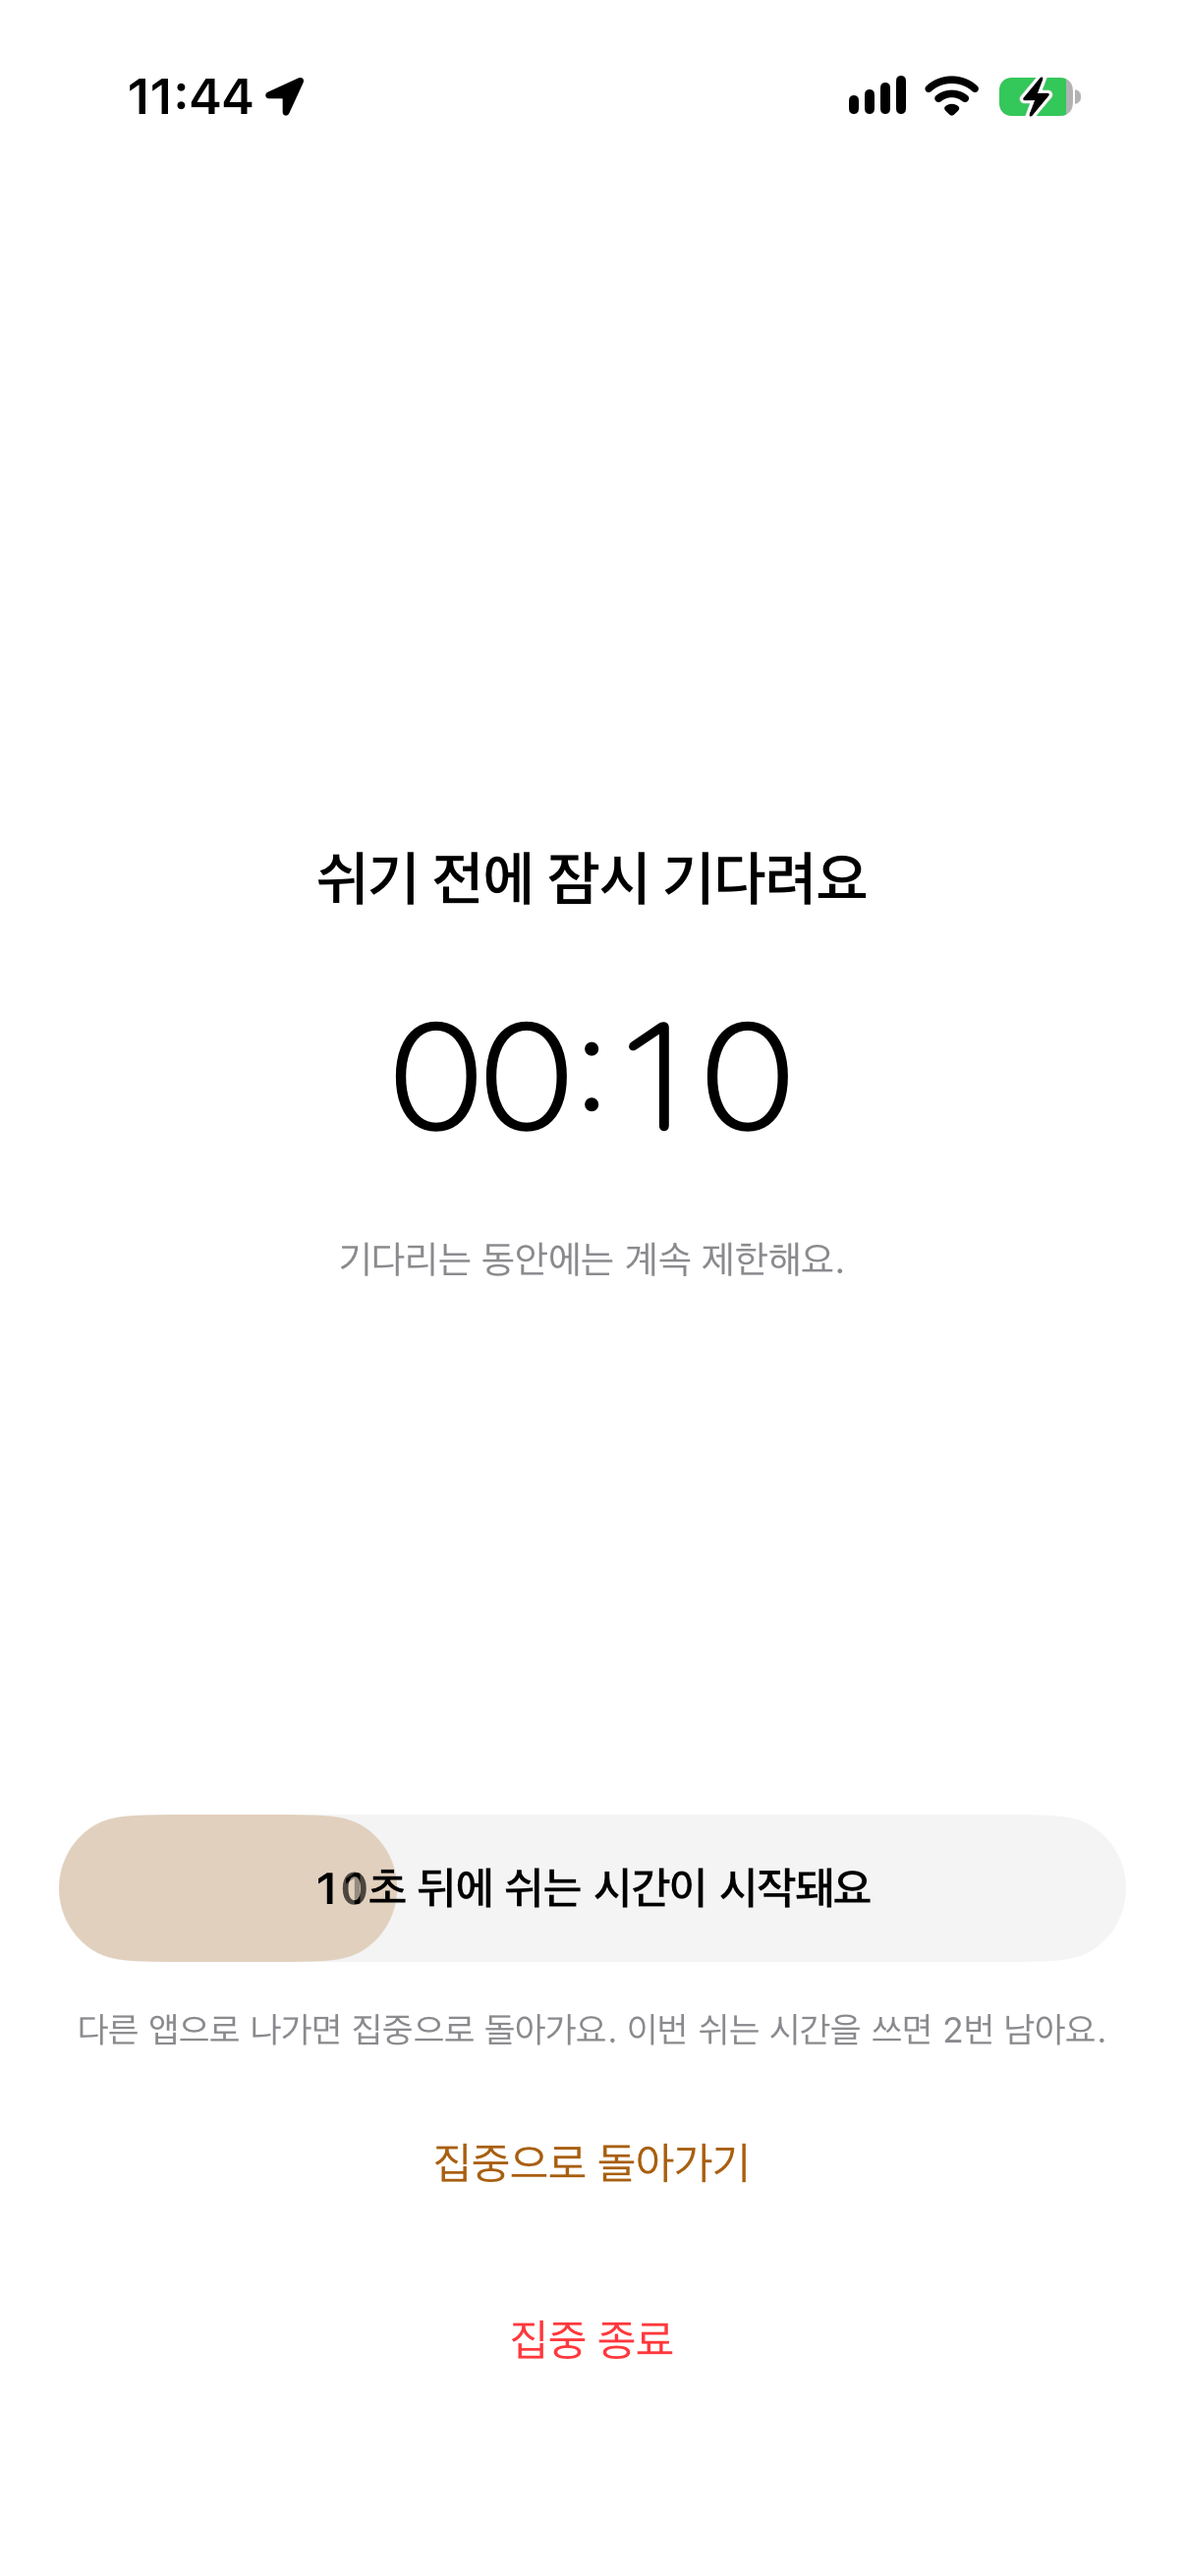 11:44
쉬기 전에 잠시 기다려요
00:10
기다리는 동안에는 계속 제한해요.
10초 뒤에 쉬는 시간이 시작돼요
다른 앱으로 나가면 집중으로 돌아가요. 이번 쉬는 시간을 쓰면 2번 남아요.
집중으로 돌아가기
집중 종료